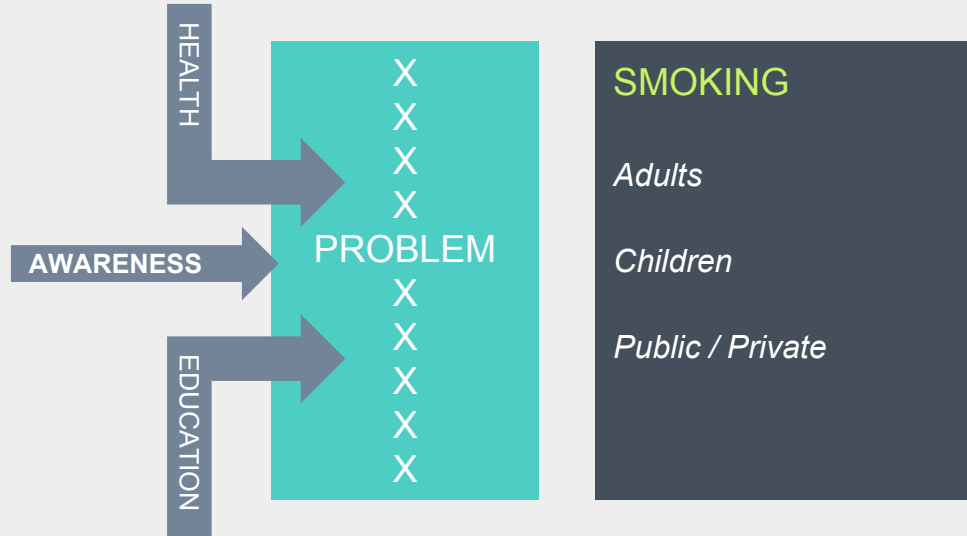 HEALTH
AWARENESS
EDUCATION
X
X
X
X
PROBLEM
X
X
X
X
X
SMOKING
Adults
Children
Public / Private